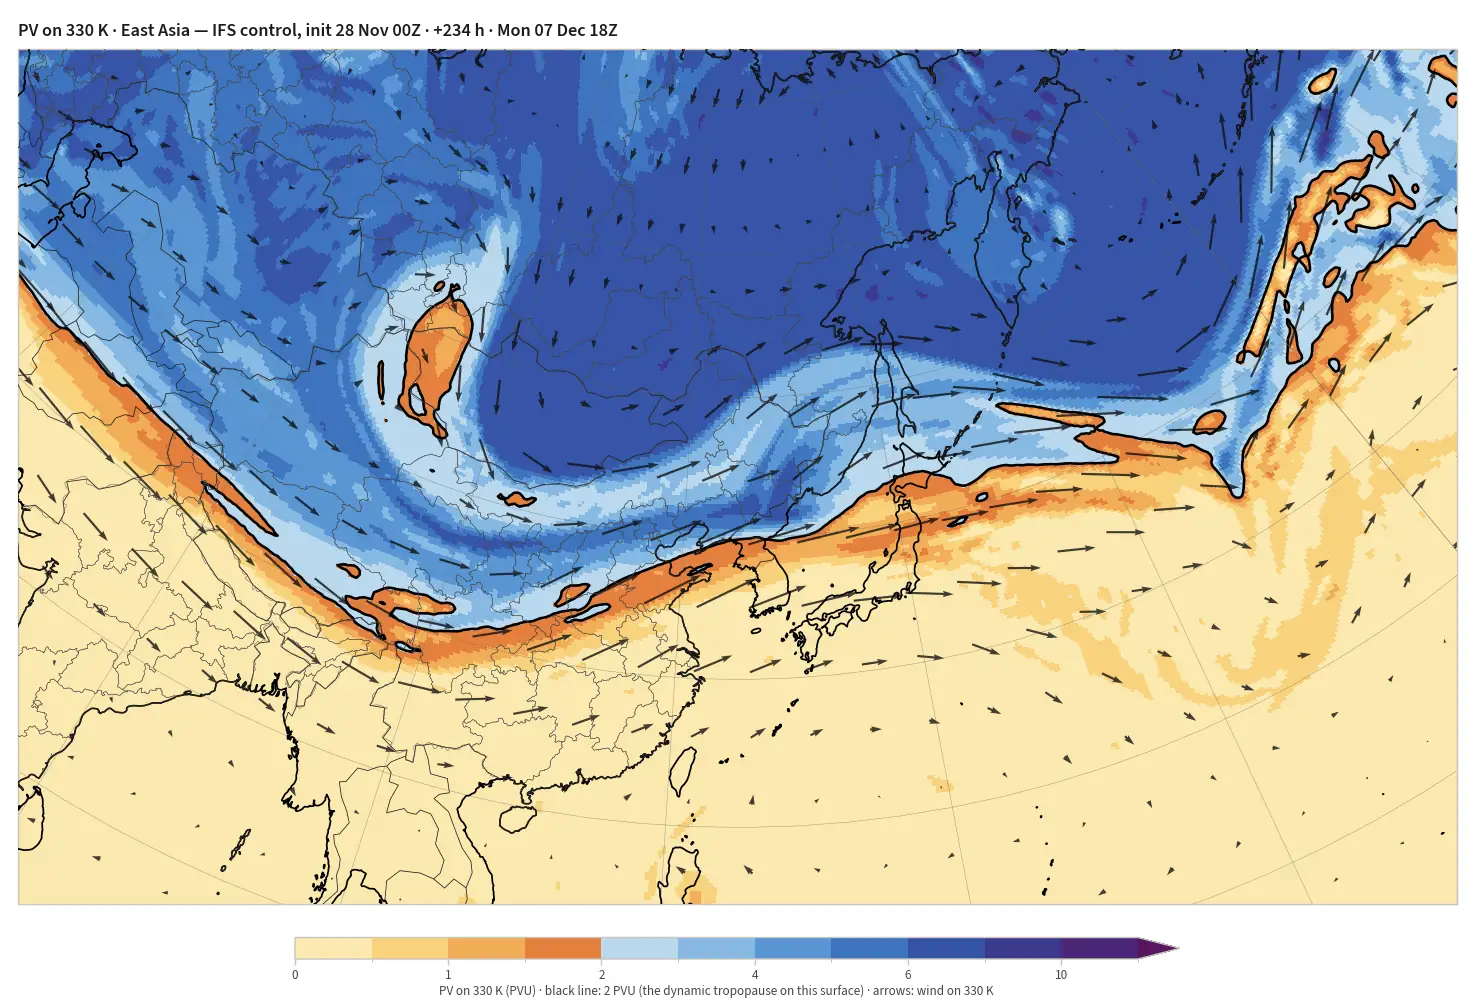 PV on 330 K · East Asia — IFS control, init 28 Nov 00Z · +234 h · Mon 07 Dec 18Z
0 1 2 4 6 10
PV on 330 K (PVU) · black line: 2 PVU (the dynamic tropopause on this surface) · arrows: wind on 330 K